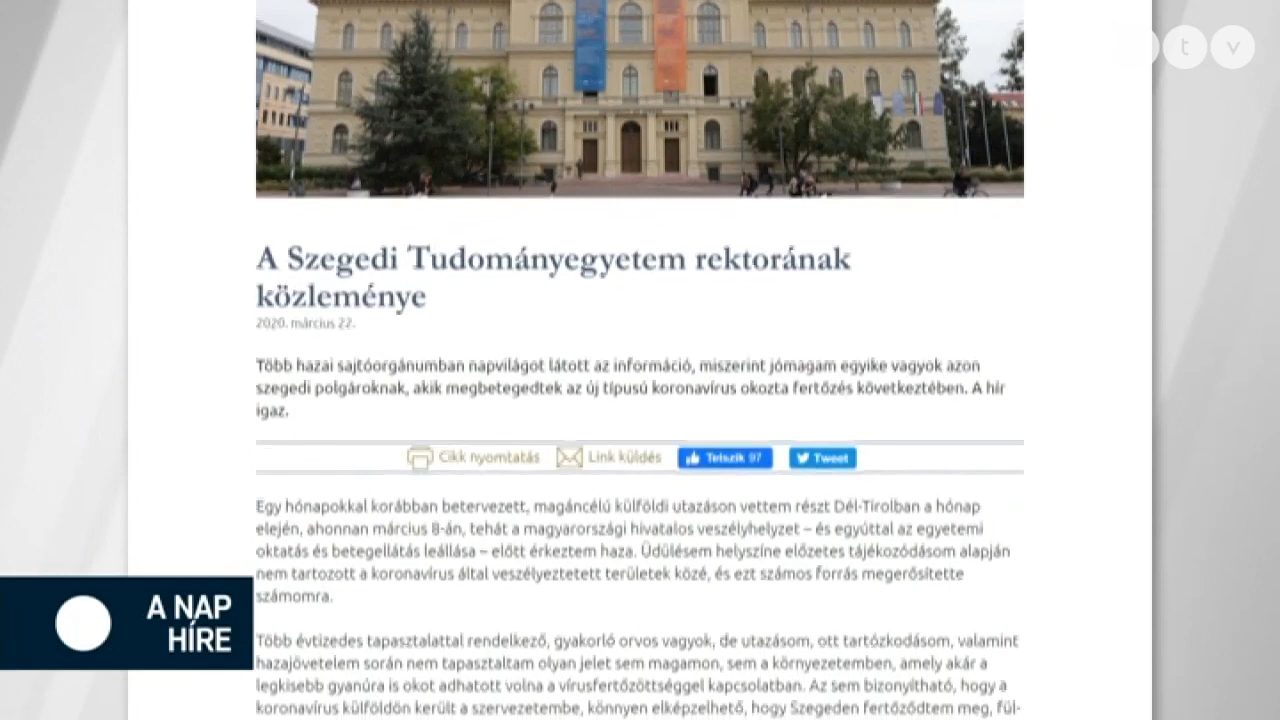 t v
A Szegedi Tudományegyetem rektorának
közleménye
2020. március 22.
Több hazai sajtóorgánumban napvilágot látott az információ, miszerint jómagam egyike vagyok azon
szegedi polgároknak, akik megbetegedtek az új típusú koronavírus okozta fertőzés következtében. A hír
igaz.
Cikk nyomtatás Link küldés Tetszik 97 Tweet
Egy hónapokkal korábban betervezett, magáncélú külföldi utazáson vettem részt Dél-Tirolban a hónap
elején, ahonnan március 8-án, tehát a magyarországi hivatalos veszélyhelyzet – és egyúttal az egyetemi
oktatás és betegellátás leállása – előtt érkeztem haza. Üdülésem helyszíne előzetes tájékozódásom alapján
nem tartozott a koronavírus által veszélyeztetett területek közé, és ezt számos forrás megerősítette
számomra.
A NAP
HÍRE
Több évtizedes tapasztalattal rendelkező, gyakorló orvos vagyok, de utazásom, ott tartózkodásom, valamint
hazajövetelem során nem tapasztaltam olyan jelet sem magamon, sem a környezetemben, amely akár a
legkisebb gyanúra is okot adhatott volna a vírusfertőzöttséggel kapcsolatban. Az sem bizonyítható, hogy a
koronavírus külföldön került a szervezetembe, könnyen elképzelhető, hogy Szegeden fertőződtem meg, fül-